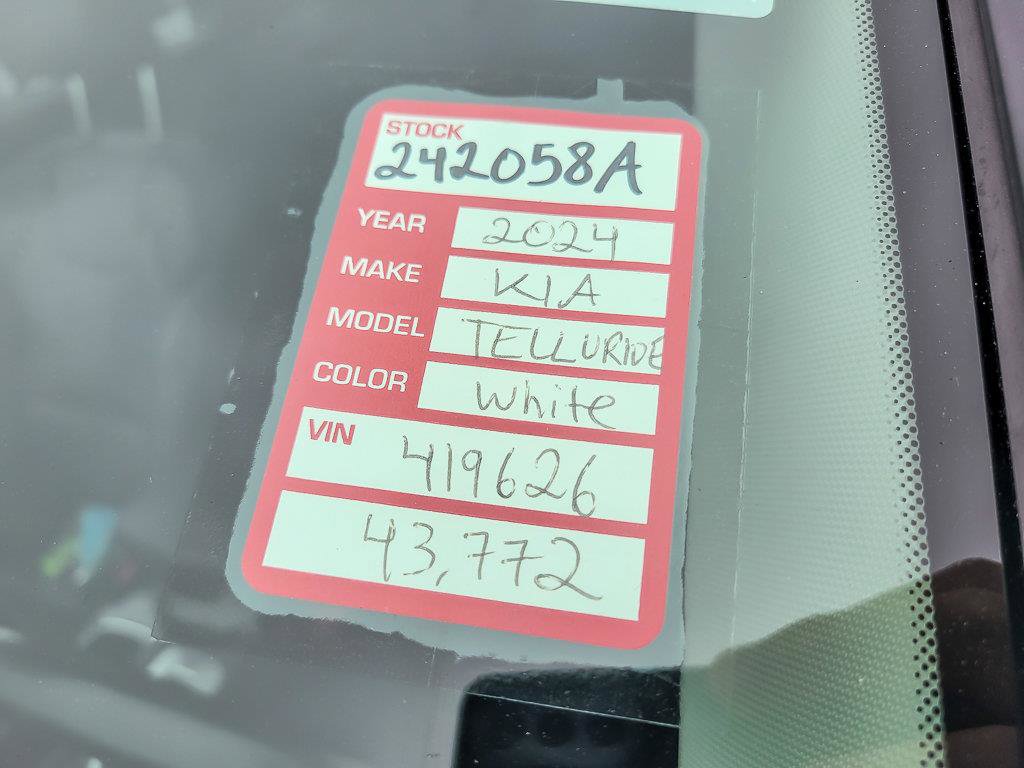 STOCK
242058A
YEAR 2024
MAKE KIA
MODEL TELLURIDE
COLOR White
VIN 419626
43,772